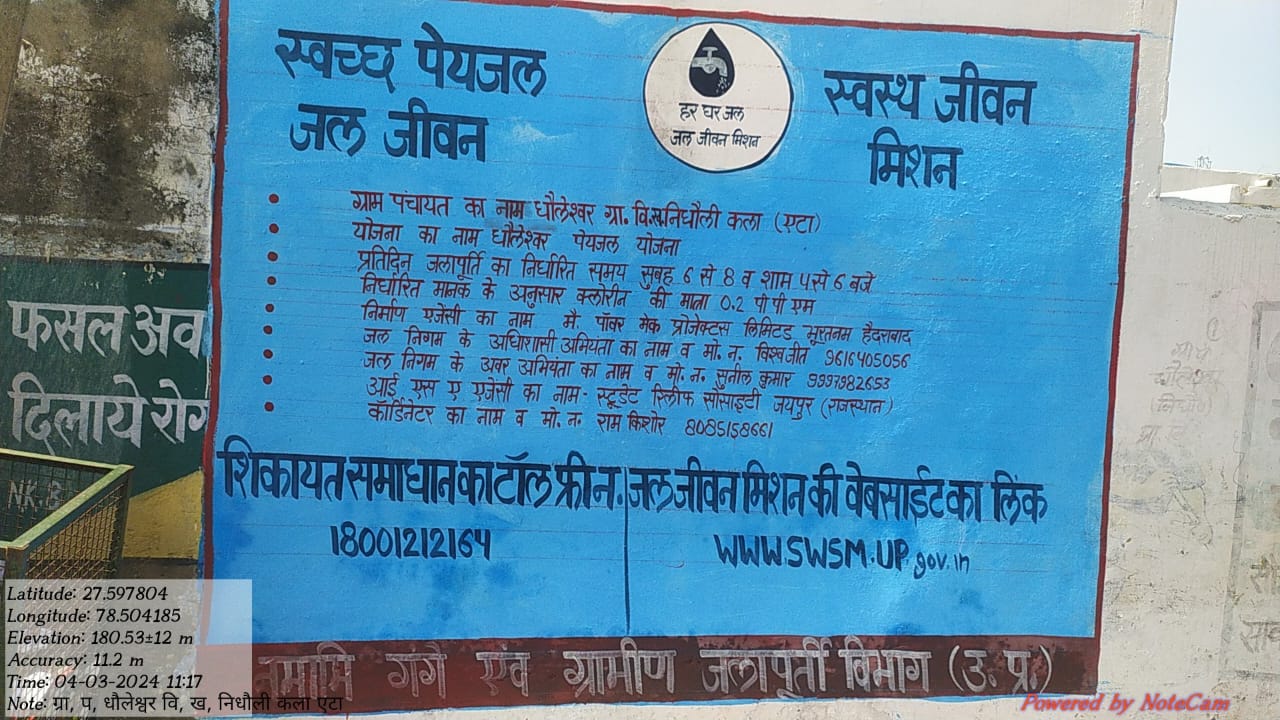 स्वच्छ पेयजल
जल जीवन
हर घर जल
जल जीवन मिशन
स्वस्थ जीवन
मिशन
ग्राम पंचायत का नाम धौलेश्वर ग्रा. वि.ख.निधौली कला (एटा)
योजना का नाम धौलेश्वर पेयजल योजना
प्रतिदिन जलापूर्ति का निर्धारित समय सुबह 6 से 8 व शाम 4 से 6 बजे
निर्धारित मानक के अनुसार क्लोरीन की मात्रा 0.2 पी पी एम
निर्माण एजेंसी का नाम मै पॉवर मेक प्रोजेक्टस लिमिटड भूरतनम हैदराबाद
जल निगम के अधिशासी अभियंता का नाम व मो. न. विश्वजीत 9616405056
जल निगम के अवर अभियंता का नाम व मो. न. सुनील कुमार 9997982653
आई एस ए एजेंसी का नाम- स्टूडेट रिलीफ सोसाइटी जयपुर (राजस्थान)
कॉर्डिनेटर का नाम व मो. न. राम किशोर 8085158661
शिकायत समाधान का टॉल फ्री न.
18001212164
जल जीवन मिशन की वेबसाईट का लिंक
WWW.SWSM.UP.gov.in
नमामि गंगे एंव ग्रामीण जलापूर्ती विभाग (उ. प्र.)
फसल अव
दिलाये रोग
NK.B
Latitude: 27.597804
Longitude: 78.504185
Elevation: 180.53±12 m
Accuracy: 11.2 m
Time: 04-03-2024 11:17
Note: ग्रा, प, धौलेश्वर वि, ख, निधौली कला एटा
Powered by NoteCam